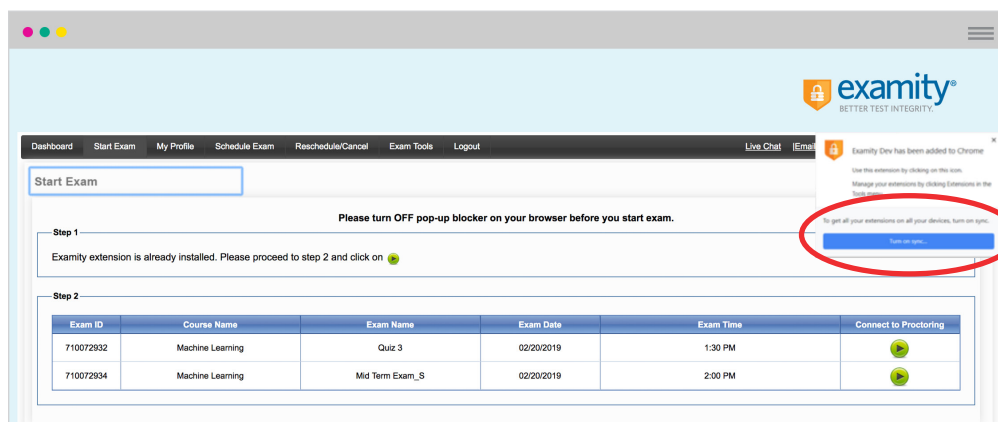 examity®
BETTER TEST INTEGRITY.
Dashboard Start Exam My Profile Schedule Exam Reschedule/Cancel Exam Tools Logout Live Chat |Email
Examity Dev has been added to Chrome
Use this extension by clicking on this icon.
Manage your extensions by clicking Extensions in the
Tools menu.
To get all your extensions on all your devices, turn on sync.
Turn on sync...
Start Exam
Please turn OFF pop-up blocker on your browser before you start exam.
Step 1
Examity extension is already installed. Please proceed to step 2 and click on
Step 2
Exam ID Course Name Exam Name Exam Date Exam Time Connect to Proctoring
710072932 Machine Learning Quiz 3 02/20/2019 1:30 PM
710072934 Machine Learning Mid Term Exam_S 02/20/2019 2:00 PM